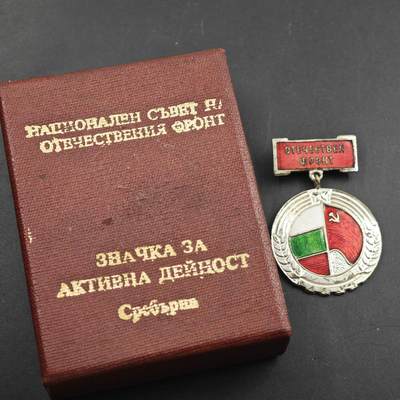 НАЦИОНАЛЕН СЪВЕТ Н
ОТЕЧЕСТВЕНИЯ ФРОНТ
ЗНАЧКА ЗА
АКТИВНА ДЕЙНОСТ
Сребърна
ОТЕЧЕСТВЕН
ФРОНТ